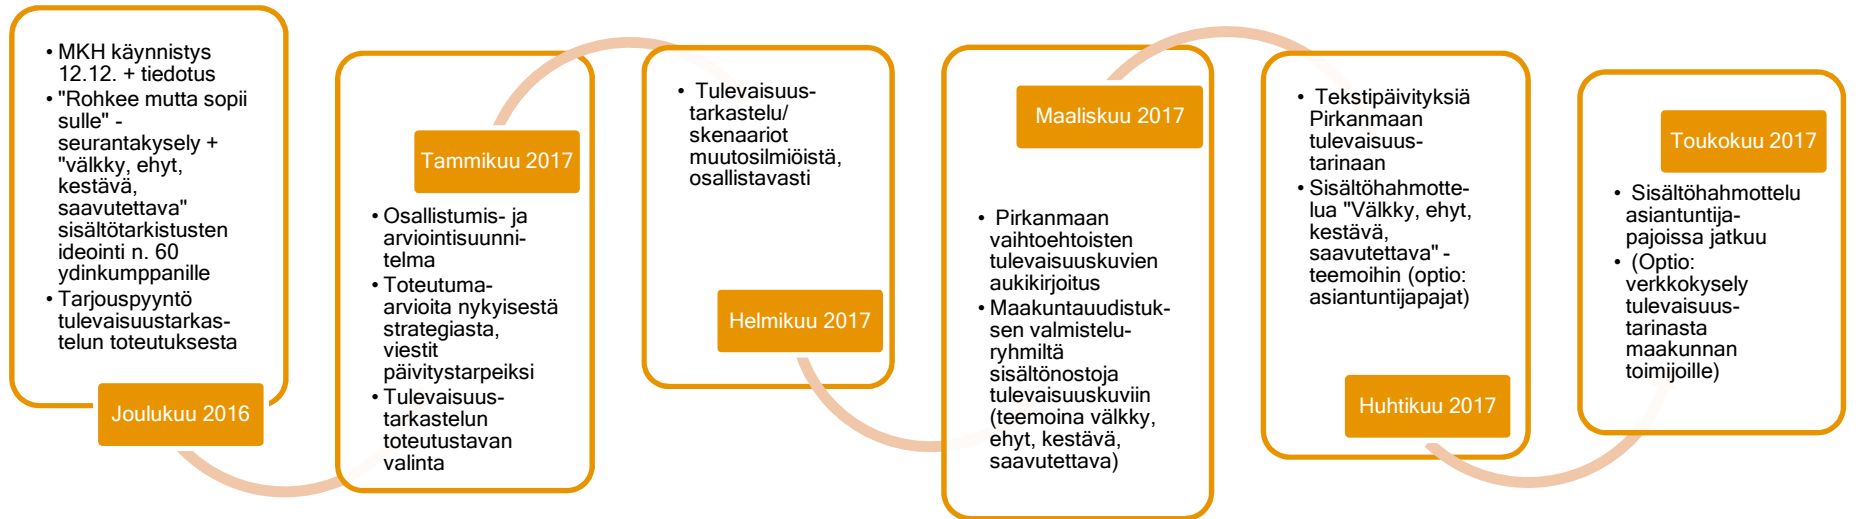 • MKH käynnistys
12.12. + tiedotus
• "Rohkee mutta sopii
sulle" -
seurantakysely +
"välkky, ehyt,
kestävä,
saavutettava"
sisältötarkistusten
ideointi n. 60
ydinkumppanille
• Tarjouspyyntö
tulevaisuustarkas-
telun toteutuksesta
Joulukuu 2016
Tammikuu 2017
• Osallistumis- ja
arviointisuunni-
telma
• Toteutuma-
arvioita nykyisestä
strategiasta,
viestit
päivitystarpeiksi
• Tulevaisuus-
tarkastelun
toteutustavan
valinta
• Tulevaisuus-
tarkastelu/
skenaariot
muutosilmiöistä,
osallistavasti
Helmikuu 2017
Maaliskuu 2017
• Pirkanmaan
vaihtoehtoisten
tulevaisuuskuvien
aukikirjoitus
• Maakuntauudistuk-
sen valmistelu-
ryhmiltä
sisältönostoja
tulevaisuuskuviin
(teemoina välkky,
ehyt, kestävä,
saavutettava)
• Tekstipäivityksiä
Pirkanmaan
tulevaisuus-
tarinaan
• Sisältöhahmotte-
lua "Välkky, ehyt,
kestävä,
saavutettava" -
teemoihin (optio:
asiantuntijapajat)
Huhtikuu 2017
Toukokuu 2017
• Sisältöhahmottelu
asiantuntija-
pajoissa jatkuu
• (Optio:
verkkokysely
tulevaisuus-
tarinasta
maakunnan
toimijoille)